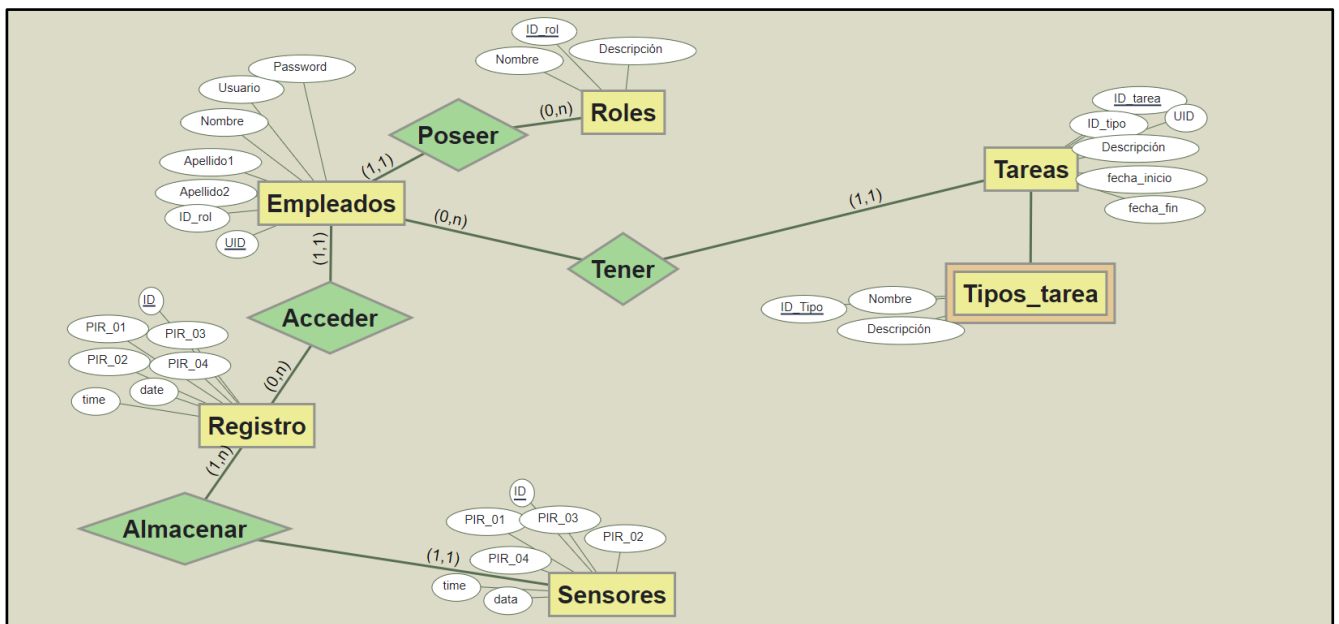 ID_rol
Nombre
Descripción
Roles
(0,n)
Poseer
(1,1)
Password
Usuario
Nombre
Apellido1
Apellido2
ID_rol
UID
Empleados
(0,n)
Tener
(1,1)
ID_tarea
UID
ID_tipo
Descripción
fecha_inicio
fecha_fin
Tareas
Tipos_tarea
ID_Tipo
Nombre
Descripción
(1,1)
Acceder
(0,n)
ID
PIR_01
PIR_03
PIR_02
PIR_04
date
time
Registro
(1,n)
Almacenar
(1,1)
ID
PIR_01
PIR_03
PIR_02
PIR_04
time
data
Sensores